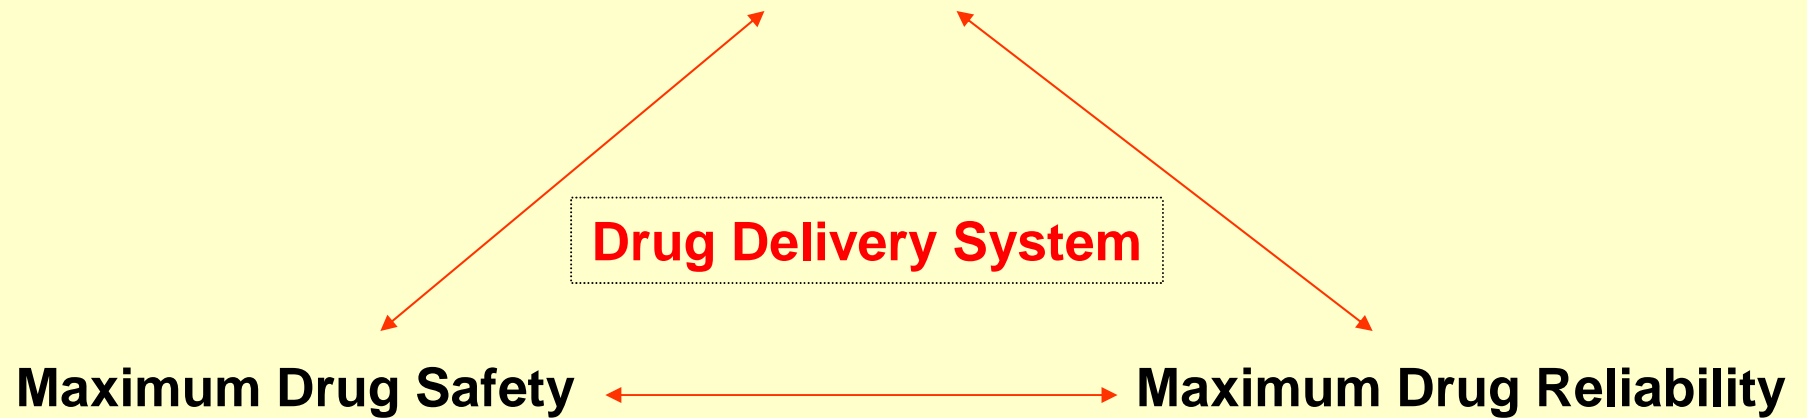 Drug Delivery System
Maximum Drug Safety
Maximum Drug Reliability